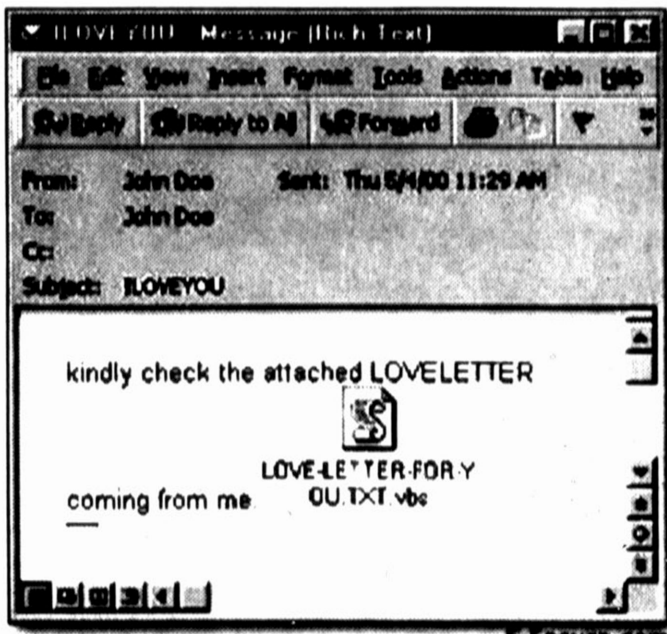 ILOVEYOU - Message (Rich Text)
File Edit View Insert Format Tools Actions Table Help
Reply Reply to All Forward
From: John Doe Sent: Thu 5/4/00 11:29 AM
To: John Doe
Cc:
Subject: ILOVEYOU
kindly check the attached LOVELETTER
LOVE-LETTER-FOR-Y
coming from me OU.TXT.vbs